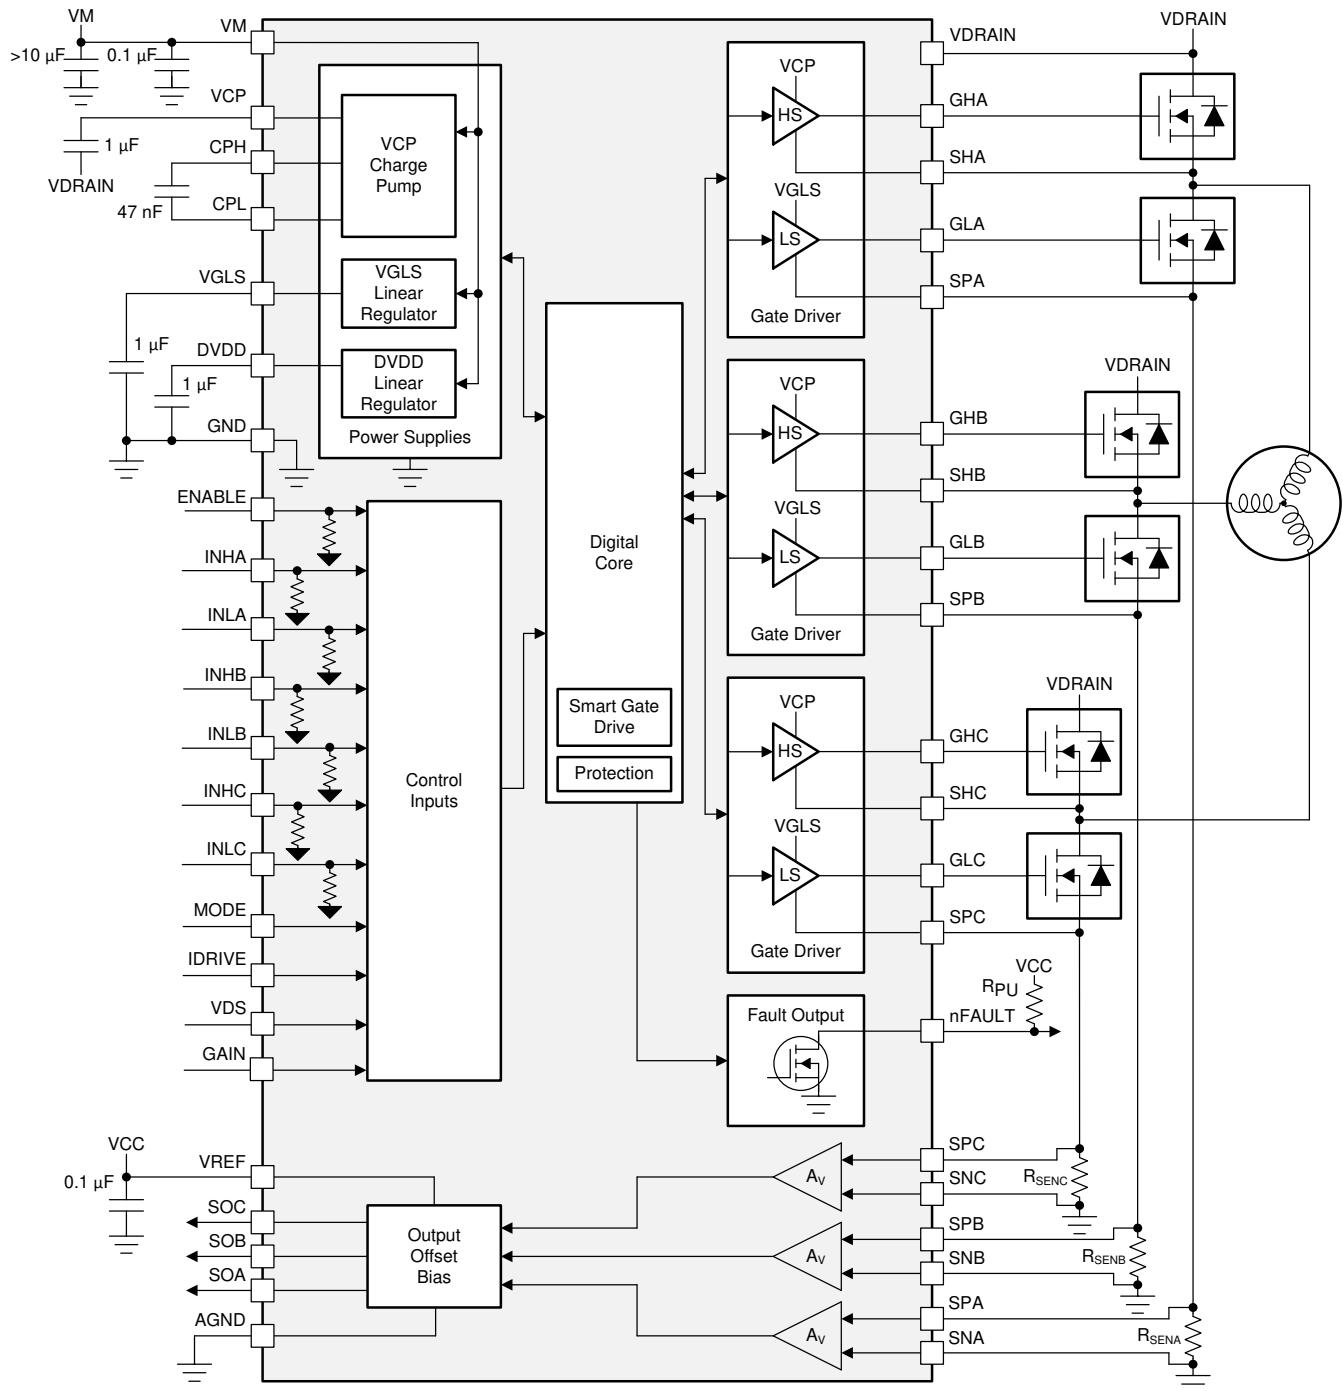 VM
VM
>10 µF
0.1 µF
VCP
1 µF
VDRAIN
CPH
47 nF
CPL
VGLS
1 µF
DVDD
1 µF
GND
VCP
Charge
Pump
VGLS
Linear
Regulator
DVDD
Linear
Regulator
Power Supplies
ENABLE
INHA
INLA
INHB
INLB
INHC
INLC
MODE
IDRIVE
VDS
GAIN
Control
Inputs
Digital
Core
Smart Gate
Drive
Protection
VCP
HS
VGLS
LS
Gate Driver
VCP
HS
VGLS
LS
Gate Driver
VCP
HS
VGLS
LS
Gate Driver
Fault Output
VDRAIN
VDRAIN
GHA
SHA
GLA
SPA
VDRAIN
GHB
SHB
GLB
SPB
VDRAIN
GHC
SHC
GLC
SPC
VCC
RPU
nFAULT
VCC
0.1 µF
VREF
SOC
SOB
SOA
AGND
Output
Offset
Bias
AV
AV
AV
SPC
SNC
RSENC
SPB
SNB
RSENB
SPA
SNA
RSENA